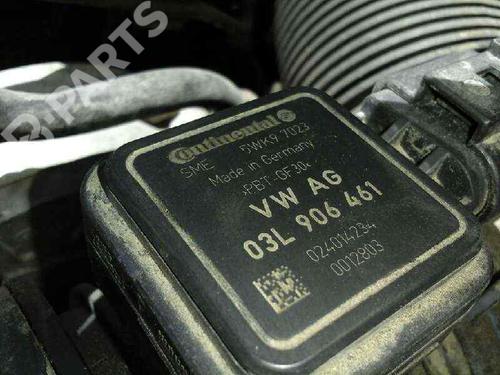 B-PARTS
Continental
SME 5WK9 7023
Made in Germany
>PBT-GF30<
VW AG
03L 906 461
024014234
0012803